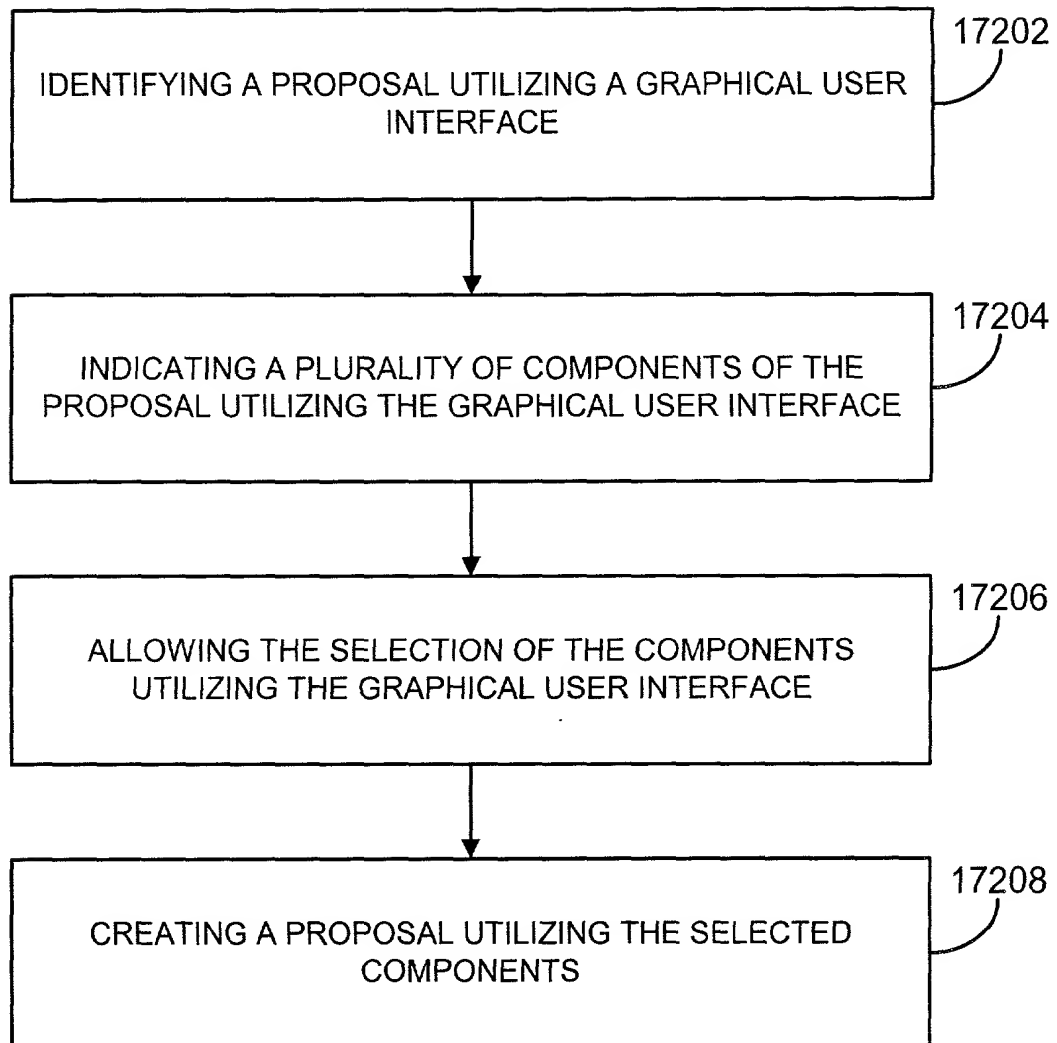 17202
IDENTIFYING A PROPOSAL UTILIZING A GRAPHICAL USER
INTERFACE
17204
INDICATING A PLURALITY OF COMPONENTS OF THE
PROPOSAL UTILIZING THE GRAPHICAL USER INTERFACE
17206
ALLOWING THE SELECTION OF THE COMPONENTS
UTILIZING THE GRAPHICAL USER INTERFACE
17208
CREATING A PROPOSAL UTILIZING THE SELECTED
COMPONENTS